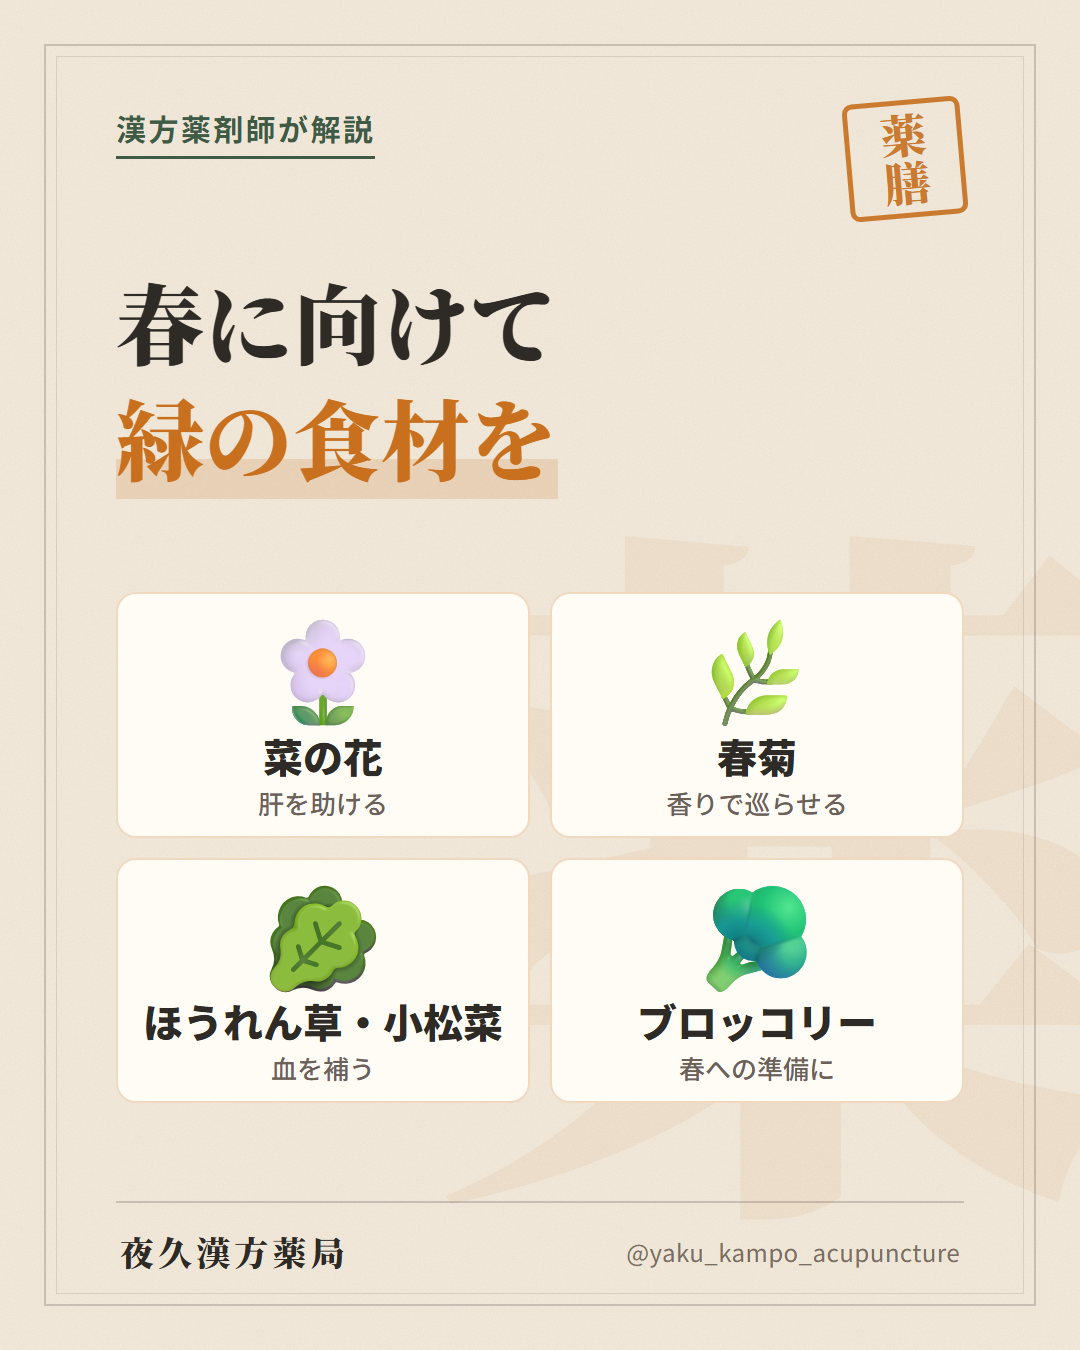 漢方薬剤師が解説
薬
膳
春に向けて
緑の食材を
菜の花
肝を助ける
春菊
香りで巡らせる
ほうれん草・小松菜
血を補う
ブロッコリー
春への準備に
夜久漢方薬局
@yaku_kampo_acupuncture